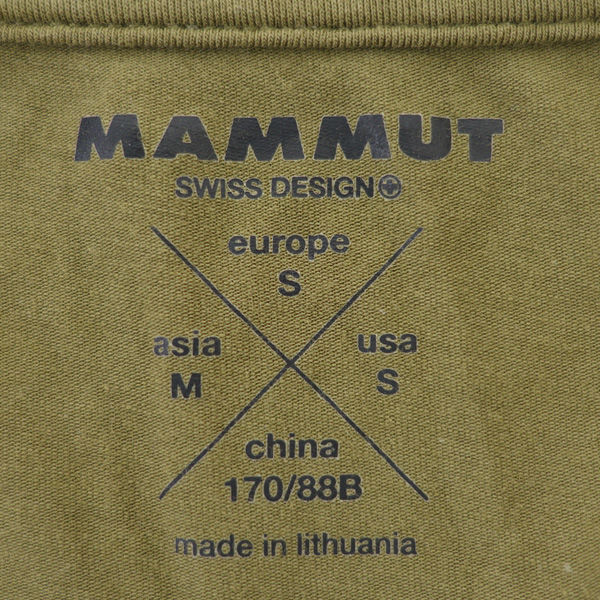 MAMMUT
SWISS DESIGN
europe
S
asia
M
usa
S
china
170/88B
made in lithuania